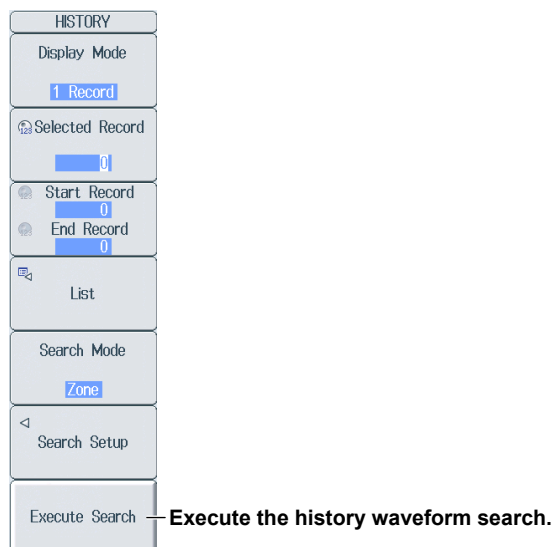 HISTORY
Display Mode
1 Record
Selected Record
0
Start Record
0
End Record
0
List
Search Mode
Zone
Search Setup
Execute Search
Execute the history waveform search.